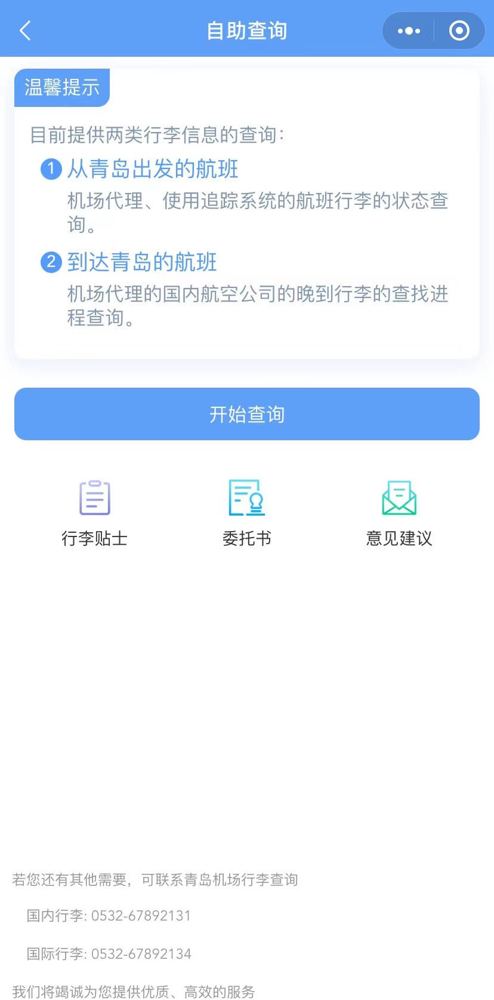 自助查询
温馨提示
目前提供两类行李信息的查询：
1 从青岛出发的航班
机场代理、使用追踪系统的航班行李的状态查
询。
2 到达青岛的航班
机场代理的国内航空公司的晚到行李的查找进
程查询。
开始查询
行李贴士 委托书 意见建议
若您还有其他需要，可联系青岛机场行李查询
国内行李: 0532-67892131
国际行李: 0532-67892134
我们将竭诚为您提供优质、高效的服务